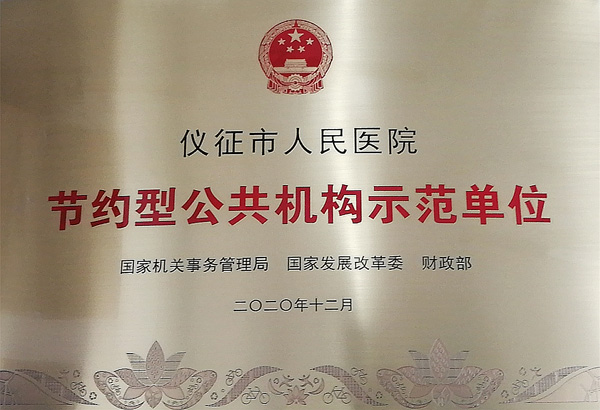 仪征市人民医院
节约型公共机构示范单位
国家机关事务管理局 国家发展改革委 财政部
二〇二〇年十二月